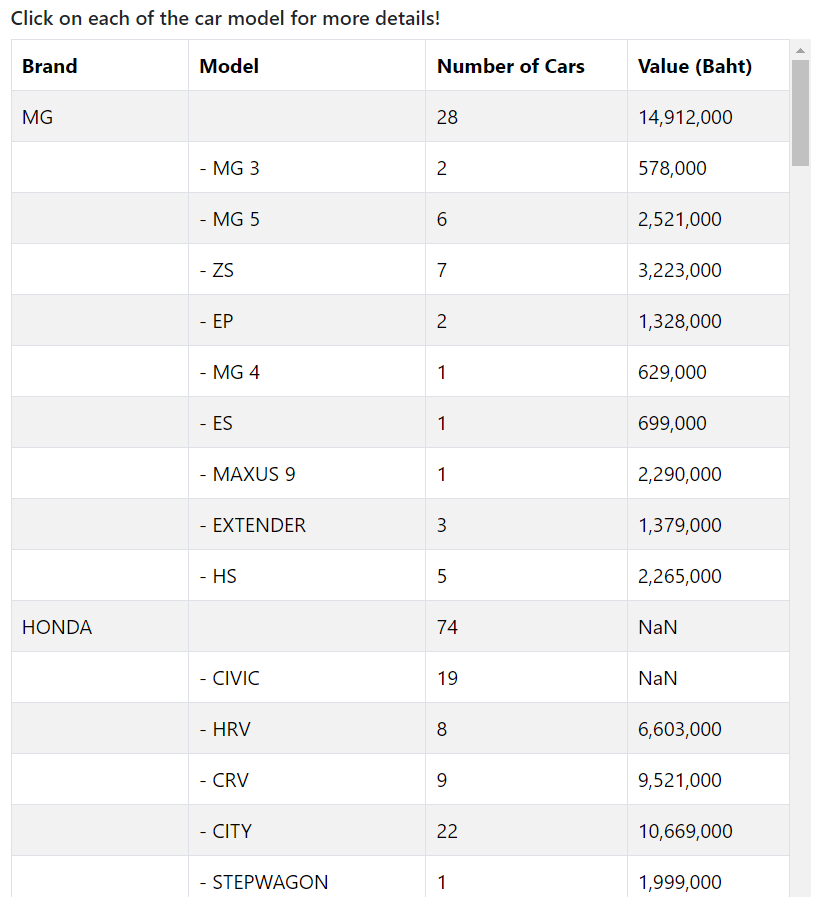 Click on each of the car model for more details!
Brand Model Number of Cars Value (Baht)
MG 28 14,912,000
- MG 3 2 578,000
- MG 5 6 2,521,000
- ZS 7 3,223,000
- EP 2 1,328,000
- MG 4 1 629,000
- ES 1 699,000
- MAXUS 9 1 2,290,000
- EXTENDER 3 1,379,000
- HS 5 2,265,000
HONDA 74 NaN
- CIVIC 19 NaN
- HRV 8 6,603,000
- CRV 9 9,521,000
- CITY 22 10,669,000
- STEPWAGON 1 1,999,000